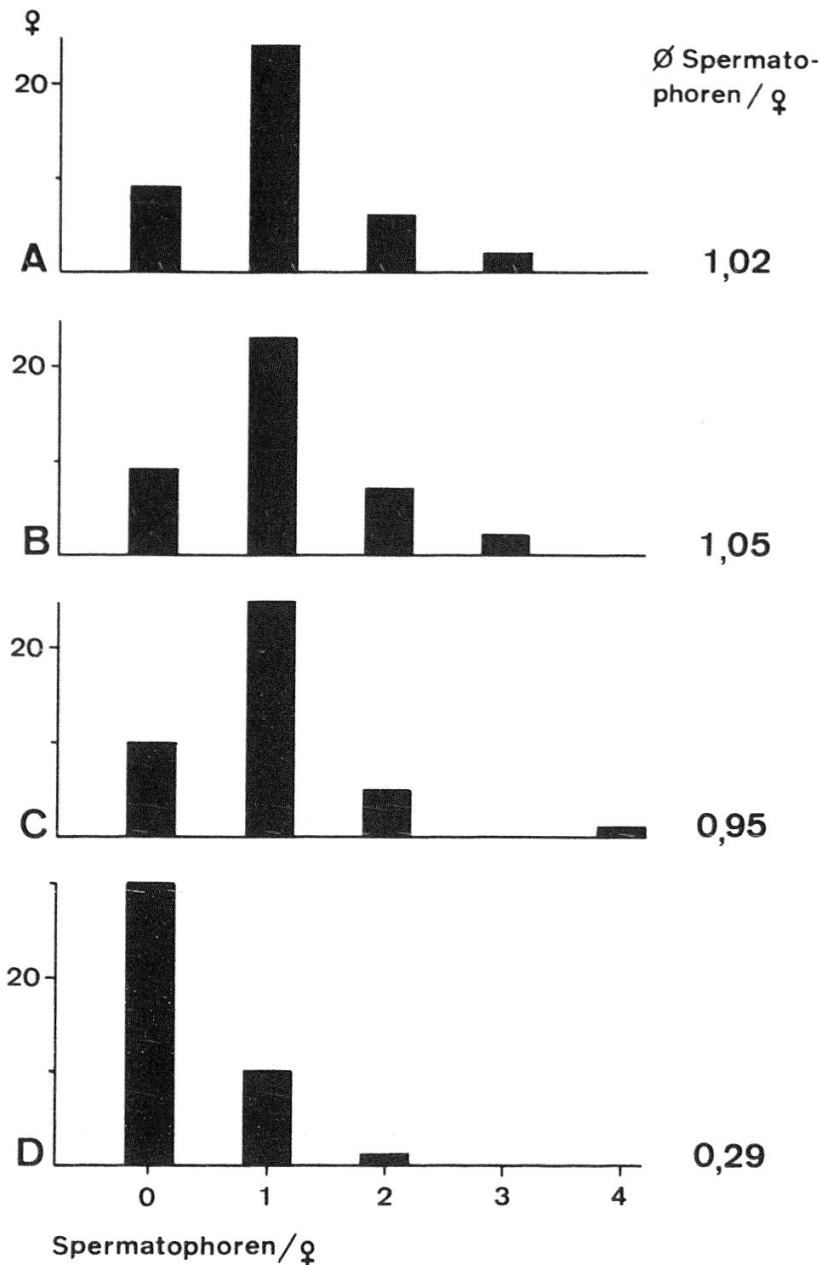 ♀
Ø Spermato-
phoren / ♀
20
A
1,02
20
B
1,05
20
C
0,95
20
D
0,29
0 1 2 3 4
Spermatophoren/♀